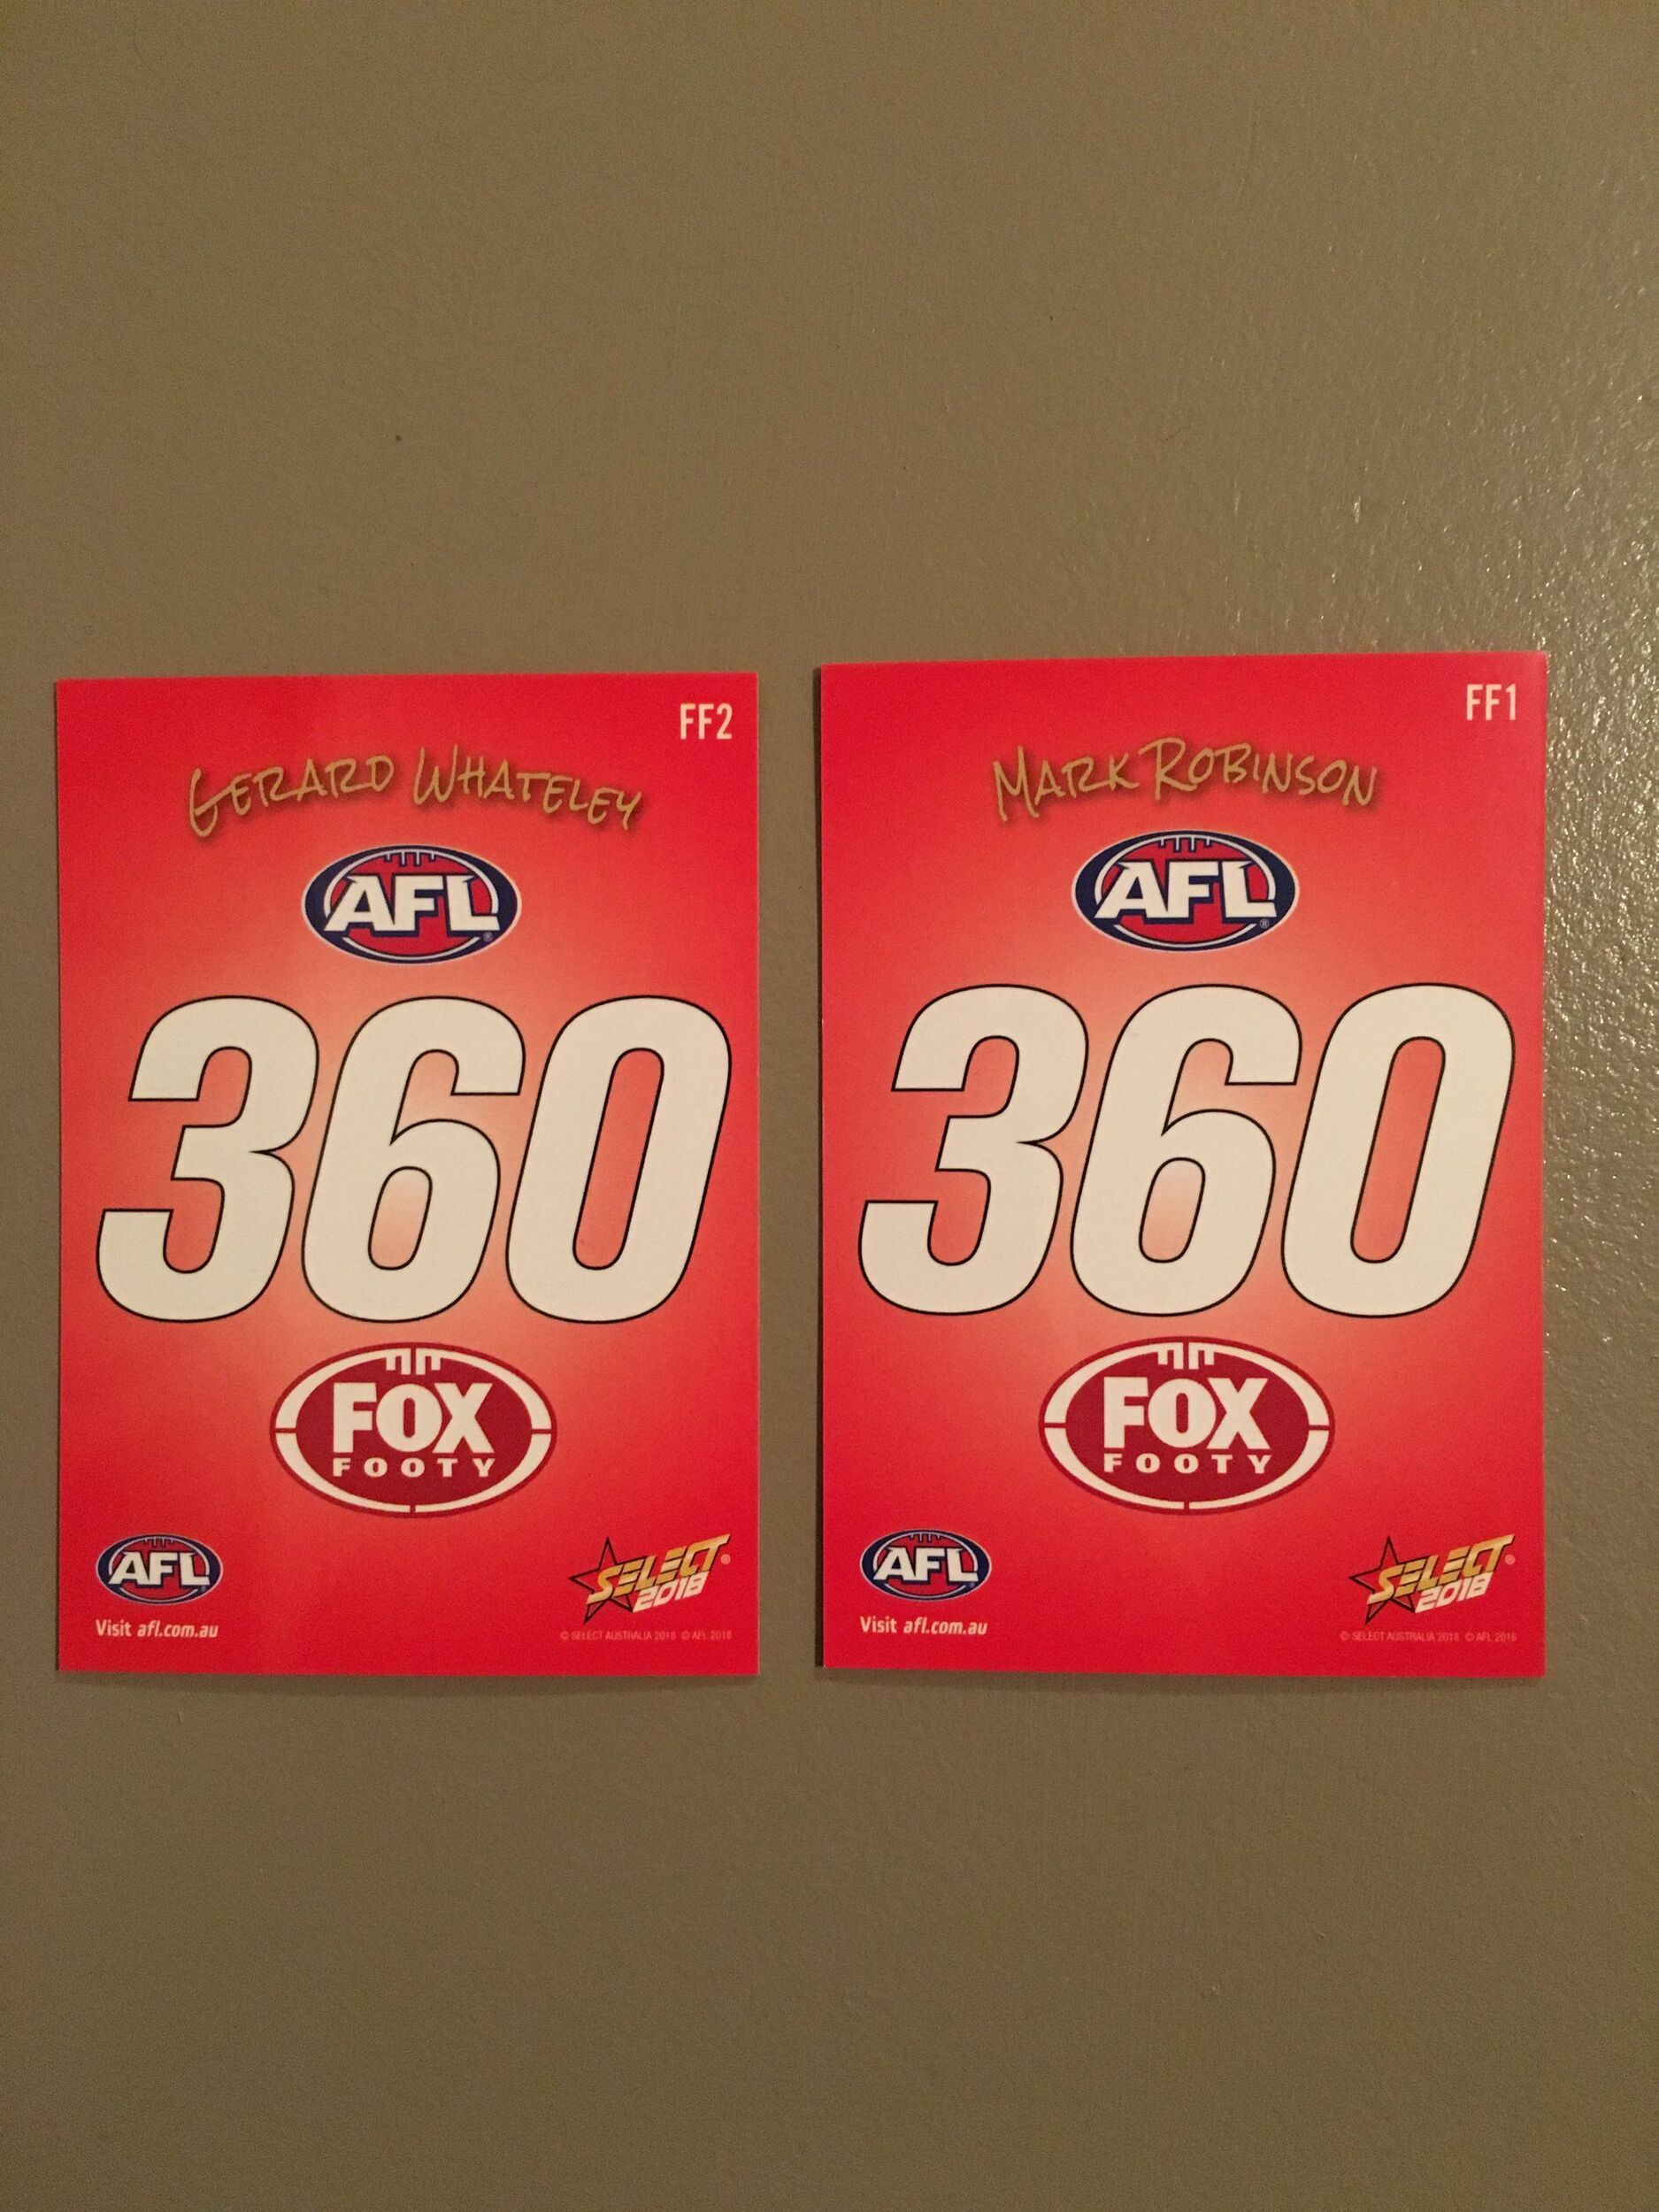 FF2
GERARD WHATELEY
AFL
360
FOX
FOOTY
AFL
SELECT
2018
Visit afl.com.au
© SELECT AUSTRALIA 2018 © AFL 2018
FF1
MARK ROBINSON
AFL
360
FOX
FOOTY
AFL
SELECT
2018
Visit afl.com.au
© SELECT AUSTRALIA 2018 © AFL 2018